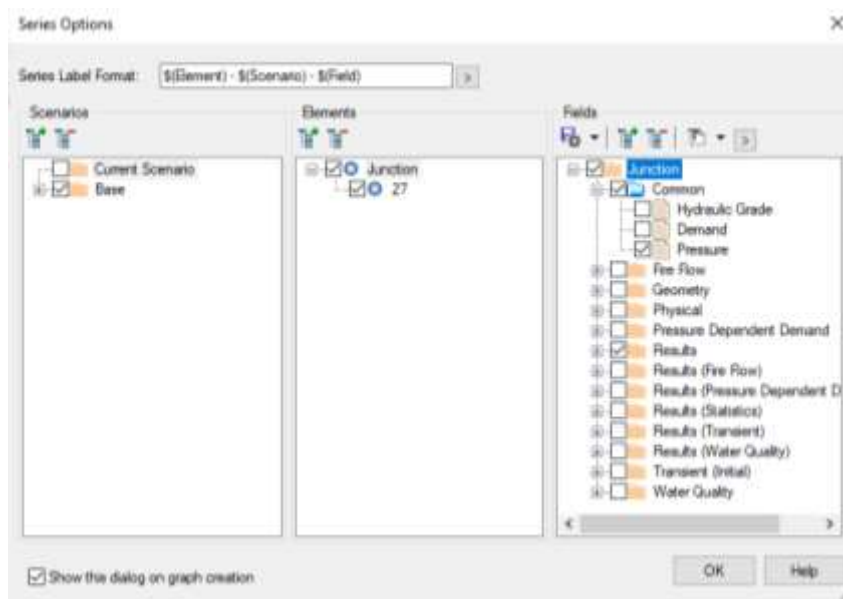 Series Options
Series Label Format: $(Element) - $(Scenario) - $(Field)
Scenarios
Current Scenario
Base
Elements
Junction
27
Fields
Junction
Common
Hydraulic Grade
Demand
Pressure
Fire Flow
Geometry
Physical
Pressure Dependent Demand
Results
Results (Fire Flow)
Results (Pressure Dependent D
Results (Statistics)
Results (Transient)
Results (Water Quality)
Transient (Initial)
Water Quality
Show this dialog on graph creation
OK
Help